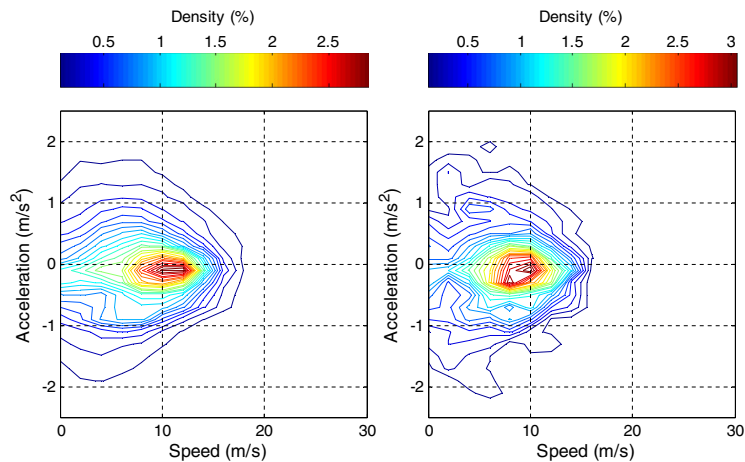 Density (%)
0.5 1 1.5 2 2.5
Density (%)
0.5 1 1.5 2 2.5 3
2
1
0
-1
-2
Acceleration (m/s²)
0 10 20 30
Speed (m/s)
2
1
0
-1
-2
Acceleration (m/s²)
0 10 20 30
Speed (m/s)